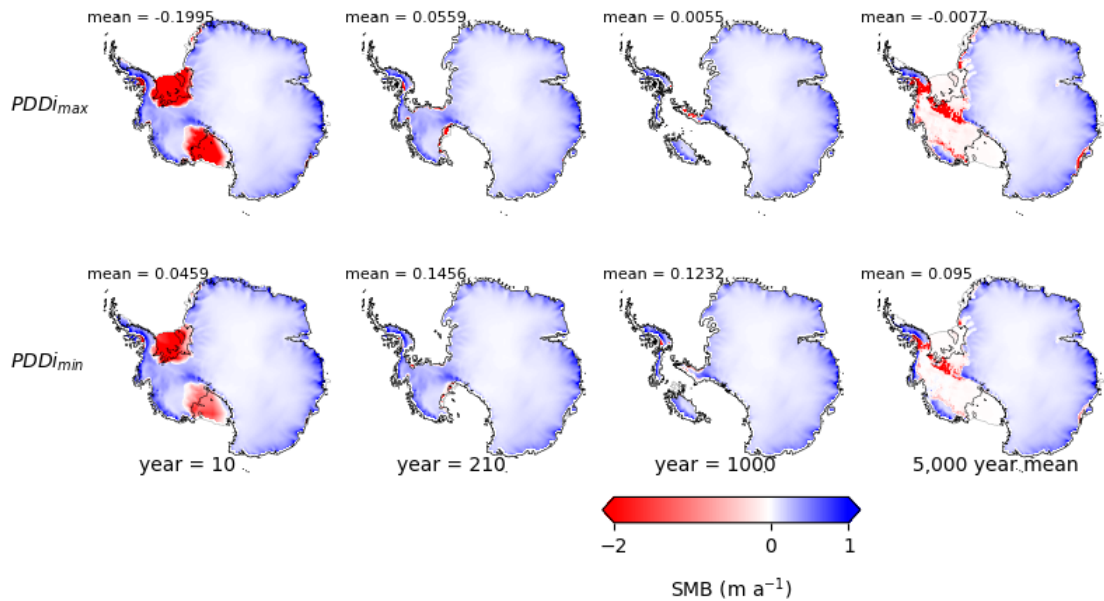 mean = -0.1995 mean = 0.0559 mean = 0.0055 mean = -0.0077
PDDi_max
mean = 0.0459 mean = 0.1456 mean = 0.1232 mean = 0.095
PDDi_min
year = 10 year = 210 year = 1000 5,000 year mean
−2 0 1
SMB (m a⁻¹)